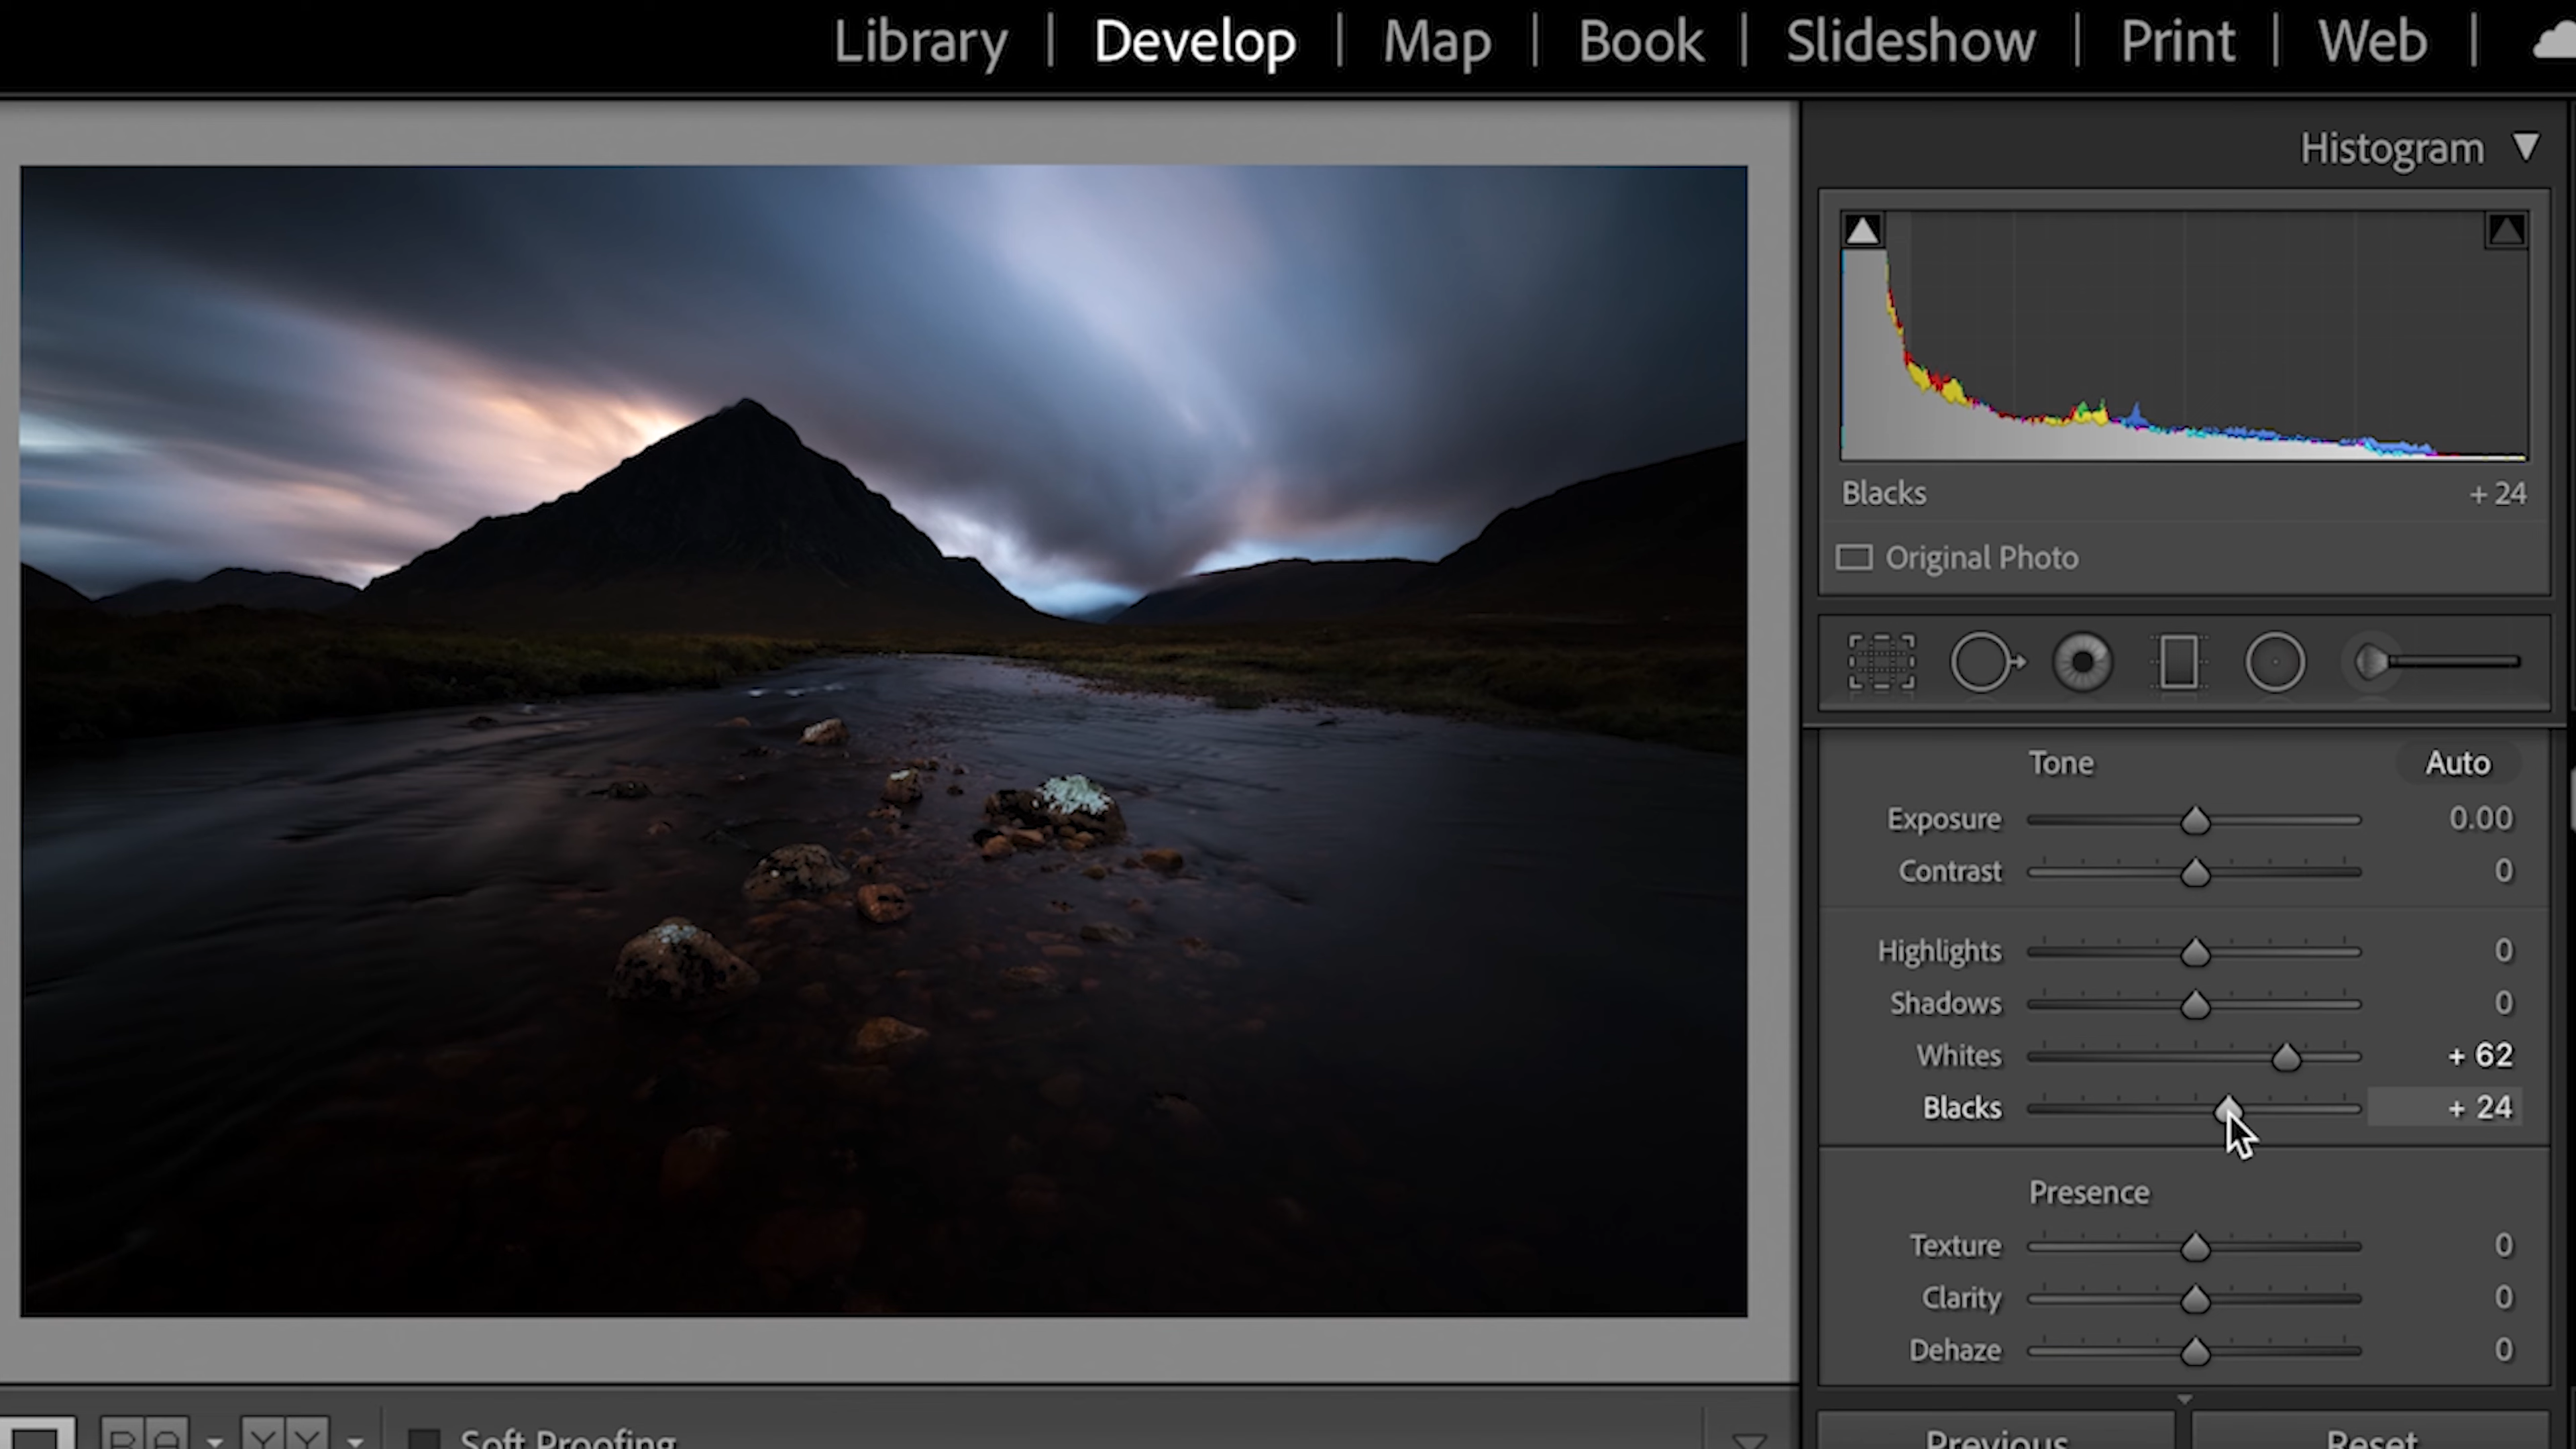 Library | Develop | Map | Book | Slideshow | Print | Web |
Histogram
Blacks + 24
Original Photo
Tone Auto
Exposure 0.00
Contrast 0
Highlights 0
Shadows 0
Whites + 62
Blacks + 24
Presence
Texture 0
Clarity 0
Dehaze 0
R A Y Y Soft Proofing
Previous Reset